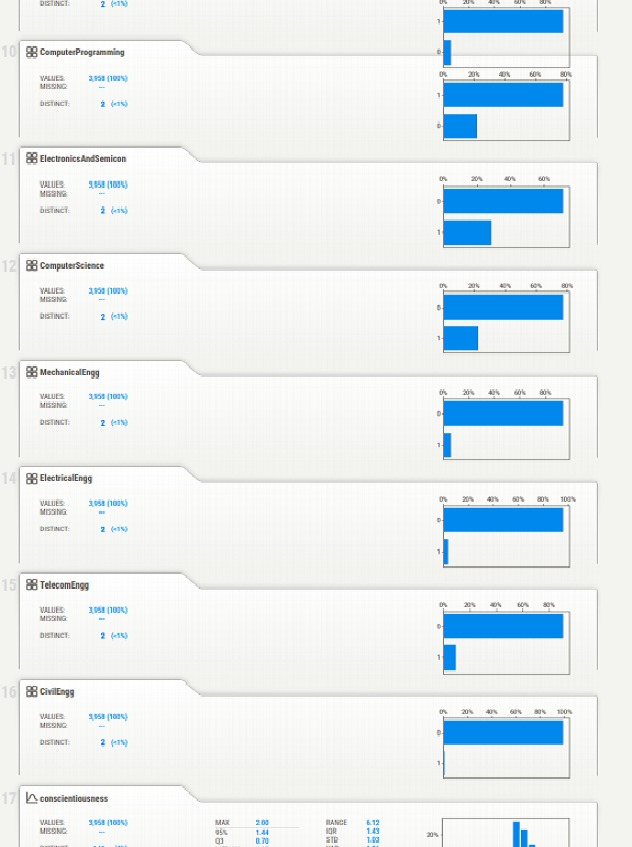 DISTINCT: 2 (<1%)
1
0
10 ComputerProgramming
VALUES: 3,958 (100%)
MISSING: ---
DISTINCT: 2 (<1%)
0% 20% 40% 60% 80%
1
0
11 ElectronicsAndSemicon
VALUES: 3,958 (100%)
MISSING: ---
DISTINCT: 2 (<1%)
0% 20% 40% 60%
0
1
12 ComputerScience
VALUES: 3,958 (100%)
MISSING: ---
DISTINCT: 2 (<1%)
0% 20% 40% 60% 80%
0
1
13 MechanicalEngg
VALUES: 3,958 (100%)
MISSING: ---
DISTINCT: 2 (<1%)
0% 20% 40% 60% 80%
0
1
14 ElectricalEngg
VALUES: 3,958 (100%)
MISSING: ---
DISTINCT: 2 (<1%)
0% 20% 40% 60% 80% 100%
0
1
15 TelecomEngg
VALUES: 3,958 (100%)
MISSING: ---
DISTINCT: 2 (<1%)
0% 20% 40% 60% 80%
0
1
16 CivilEngg
VALUES: 3,958 (100%)
MISSING: ---
DISTINCT: 2 (<1%)
0% 20% 40% 60% 80% 100%
0
1
17 conscientiousness
VALUES: 3,958 (100%)
MISSING: ---
MAX
95% 1.44
Q3 0.70
RANGE 6.12
IQR 1.43
STD
20%